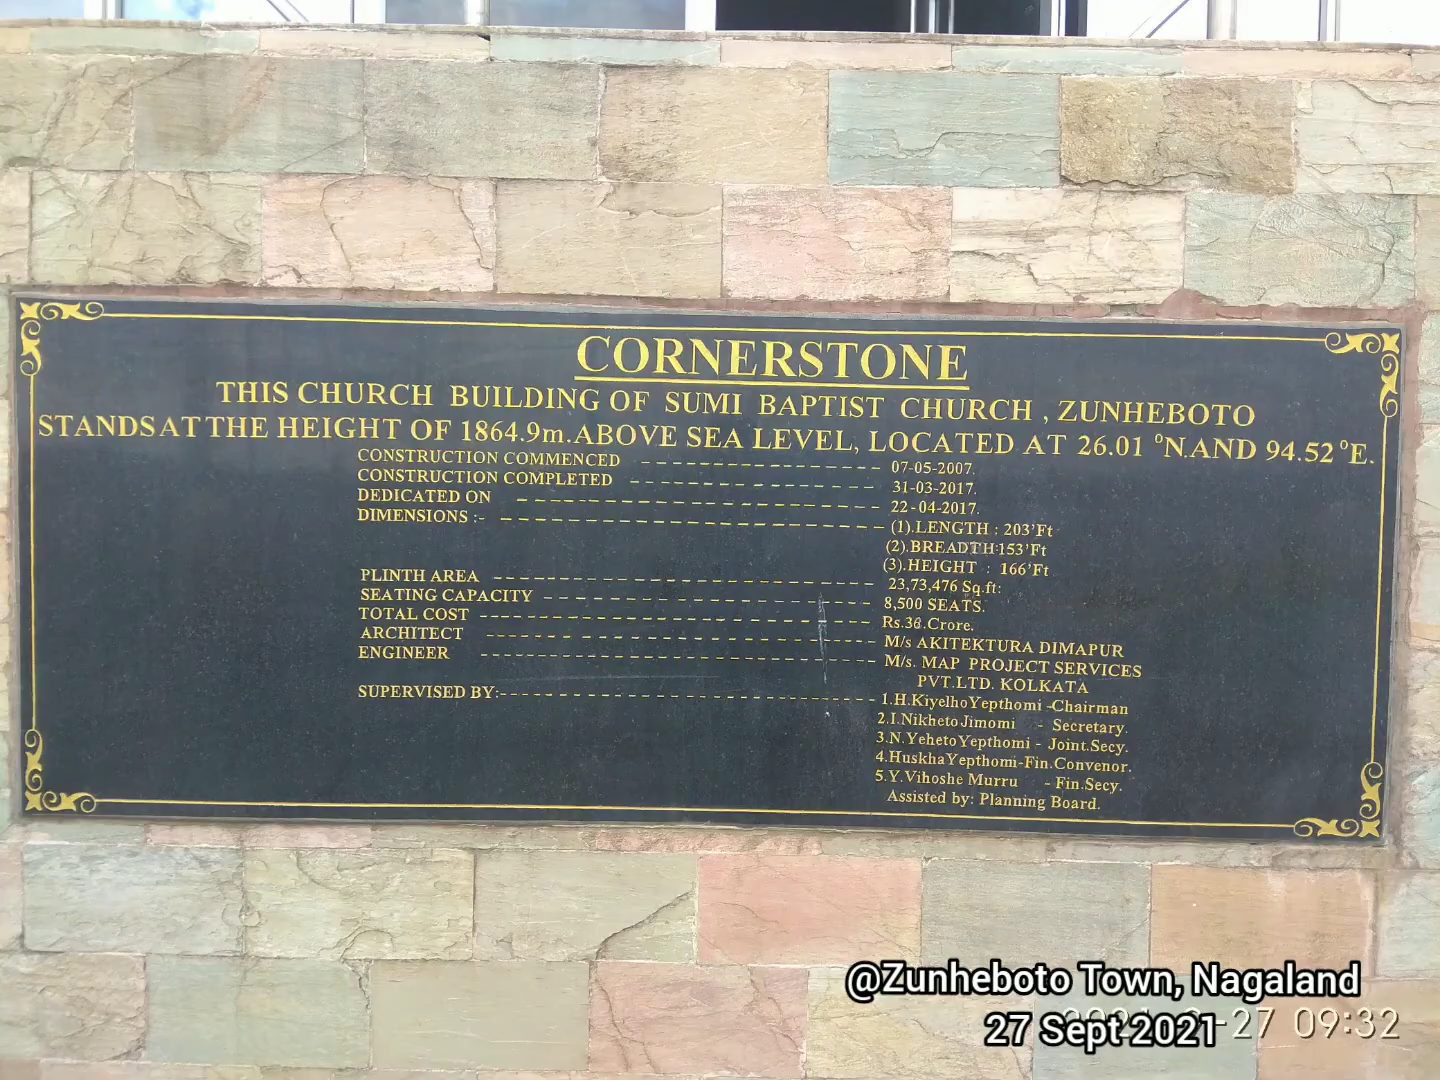 CORNERSTONE
THIS CHURCH BUILDING OF SUMI BAPTIST CHURCH , ZUNHEBOTO
STANDS AT THE HEIGHT OF 1864.9m.ABOVE SEA LEVEL, LOCATED AT 26.01 °N.AND 94.52 °E.
CONSTRUCTION COMMENCED ------------------ 07-05-2007.
CONSTRUCTION COMPLETED ------------------ 31-03-2017.
DEDICATED ON ------------------ 22-04-2017.
DIMENSIONS :- ------------------ (1).LENGTH : 203'Ft
(2).BREADTH:153'Ft
(3).HEIGHT : 166'Ft
PLINTH AREA ------------------ 23,73,476 Sq.ft:
SEATING CAPACITY ------------------ 8,500 SEATS.
TOTAL COST ------------------ Rs. Crore.
ARCHITECT ------------------ M/s AKITEKTURA DIMAPUR
ENGINEER ------------------ M/s. MAP PROJECT SERVICES
PVT.LTD. KOLKATA
SUPERVISED BY:------------------ 1.H.Kiyelho Yepthomi -Chairman
2.I.Nikheto Jimomi - Secretary.
3.N.Yeheto Yepthomi - Joint.Secy.
4.Huskha Yepthomi-Fin.Convenor.
5.Y.Vihoshe Murru - Fin.Secy.
Assisted by: Planning Board.
@Zunheboto Town, Nagaland
27 Sept 2021
-27 09:32